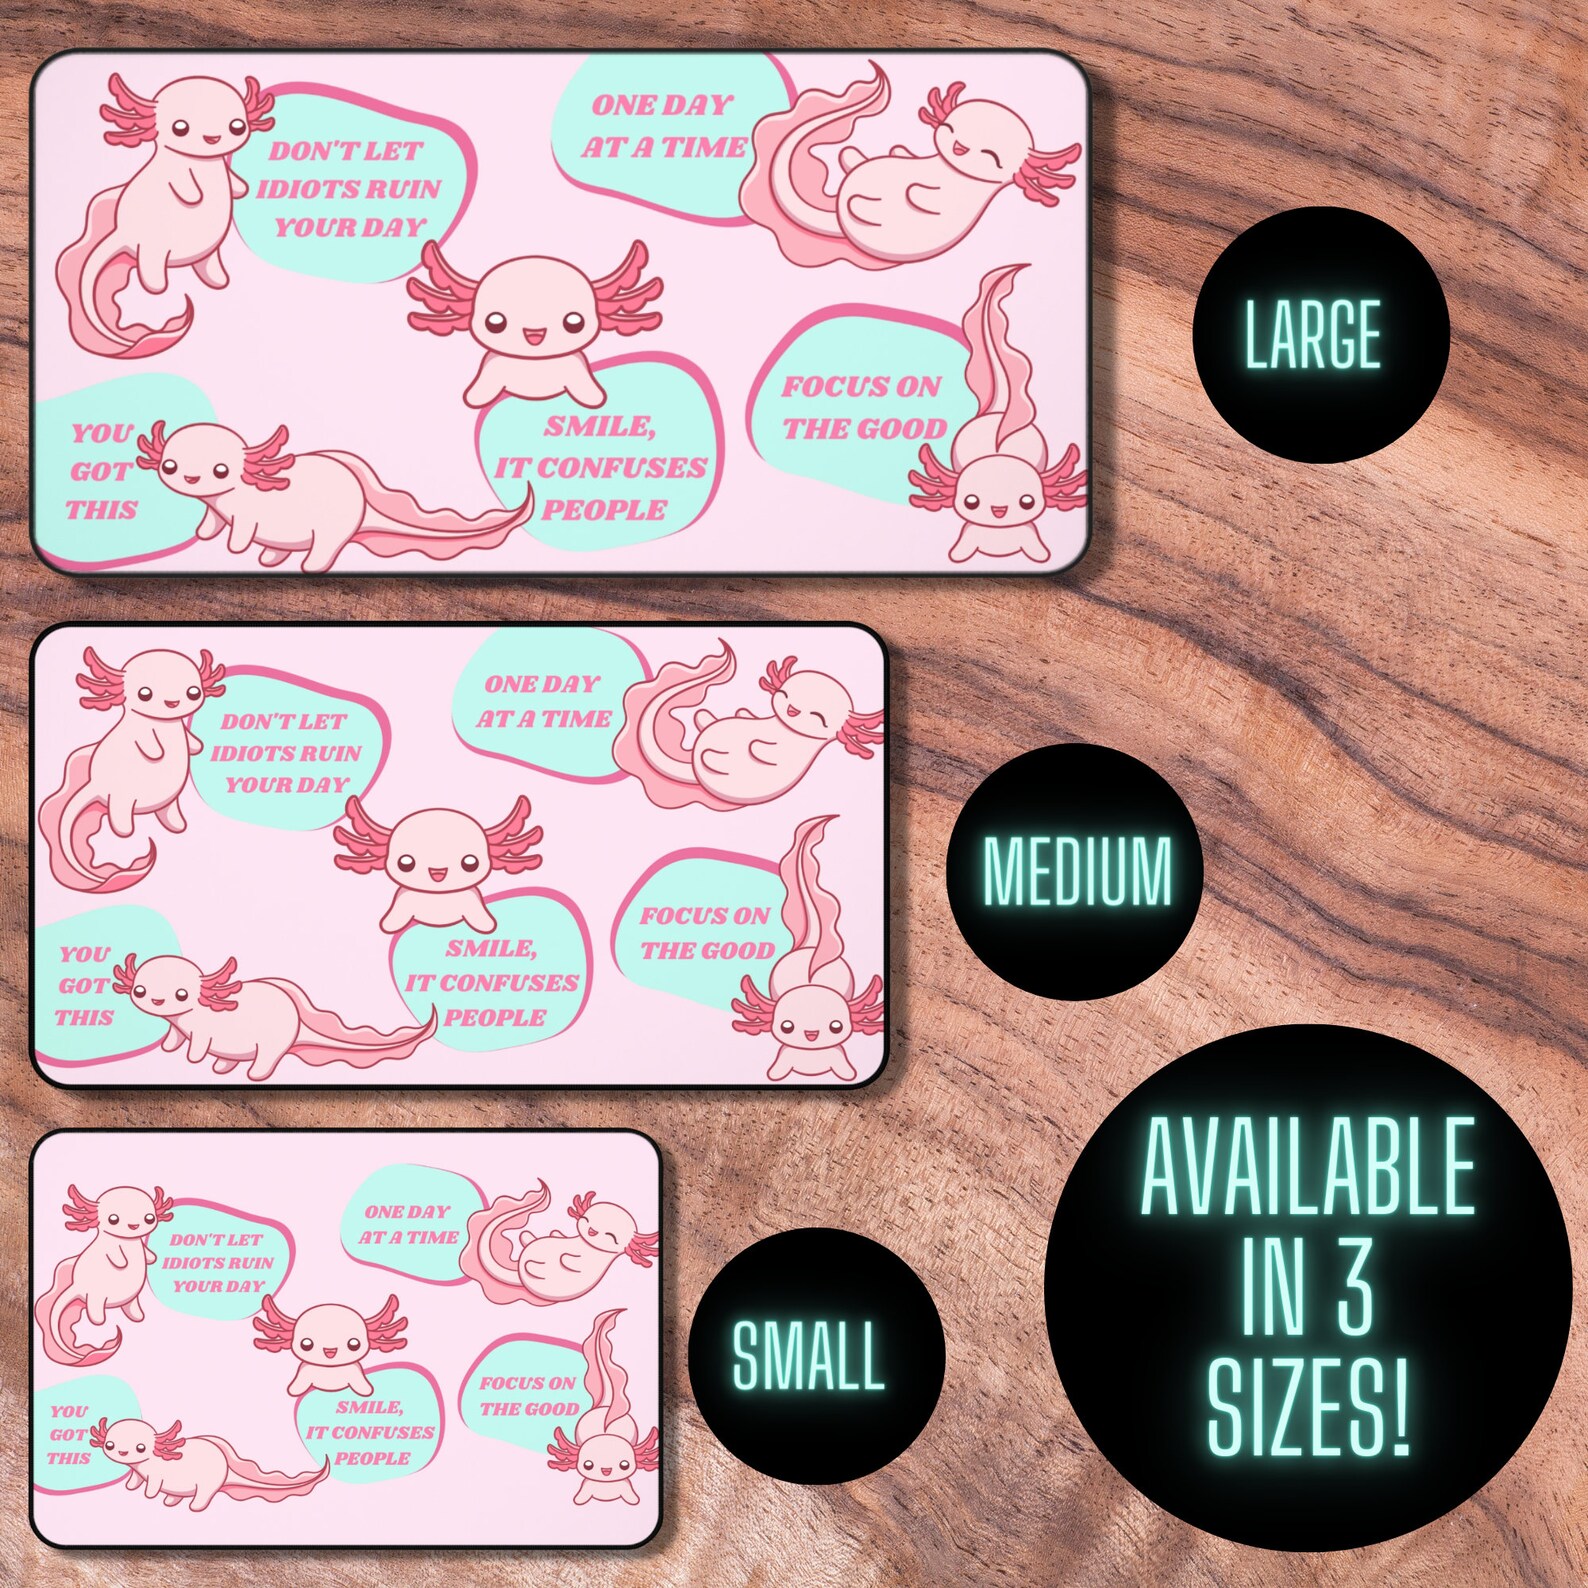 DON'T LET
IDIOTS RUIN
YOUR DAY
ONE DAY
AT A TIME
YOU
GOT
THIS
SMILE,
IT CONFUSES
PEOPLE
FOCUS ON
THE GOOD
LARGE
DON'T LET
IDIOTS RUIN
YOUR DAY
ONE DAY
AT A TIME
YOU
GOT
THIS
SMILE,
IT CONFUSES
PEOPLE
FOCUS ON
THE GOOD
MEDIUM
DON'T LET
IDIOTS RUIN
YOUR DAY
ONE DAY
AT A TIME
YOU
GOT
THIS
SMILE,
IT CONFUSES
PEOPLE
FOCUS ON
THE GOOD
SMALL
AVAILABLE
IN 3
SIZES!